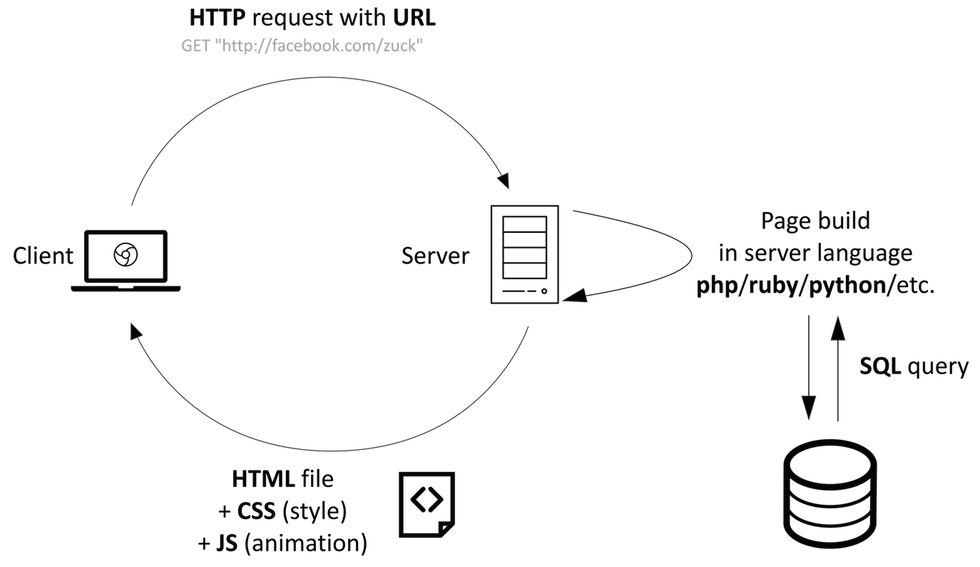 HTTP request with URL
GET "http://facebook.com/zuck"
Client
Server
Page build
in server language
php/ruby/python/etc.
SQL query
HTML file
+ CSS (style)
+ JS (animation)